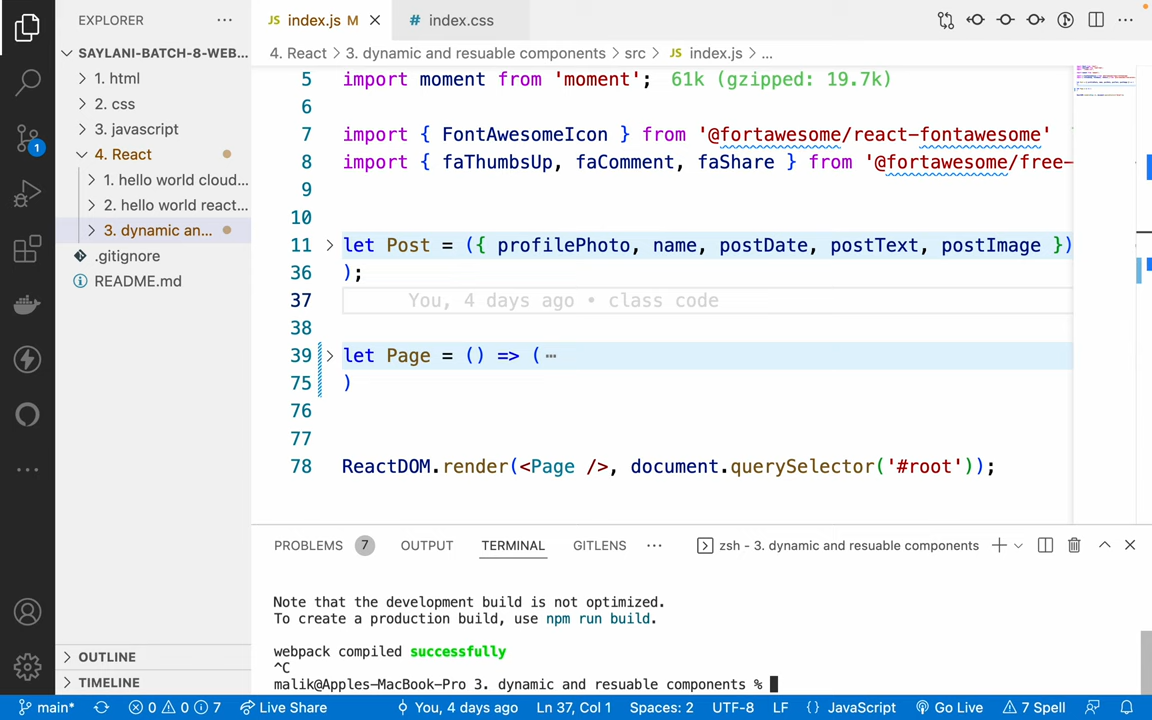 EXPLORER ···
JS index.js M ×
# index.css
SAYLANI-BATCH-8-WEB...
4. React > 3. dynamic and resuable components > src > JS index.js > ...
1. html
2. css
3. javascript
4. React
1. hello world cloud...
2. hello world react...
3. dynamic an...
.gitignore
README.md
5 import moment from 'moment'; 61k (gzipped: 19.7k)
6
7 import { FontAwesomeIcon } from '@fortawesome/react-fontawesome'
8 import { faThumbsUp, faComment, faShare } from '@fortawesome/free-
9
10
11 let Post = ({ profilePhoto, name, postDate, postText, postImage })
36 );
37 You, 4 days ago • class code
38
39 let Page = () => (···
75 )
76
77
78 ReactDOM.render(<Page />, document.querySelector('#root'));
1
PROBLEMS 7 OUTPUT TERMINAL GITLENS ··· zsh - 3. dynamic and resuable components
Note that the development build is not optimized.
To create a production build, use npm run build.
webpack compiled successfully
^C
malik@Apples-MacBook-Pro 3. dynamic and resuable components %
OUTLINE
TIMELINE
main* 0 0 7 Live Share You, 4 days ago Ln 37, Col 1 Spaces: 2 UTF-8 LF {} JavaScript Go Live 7 Spell